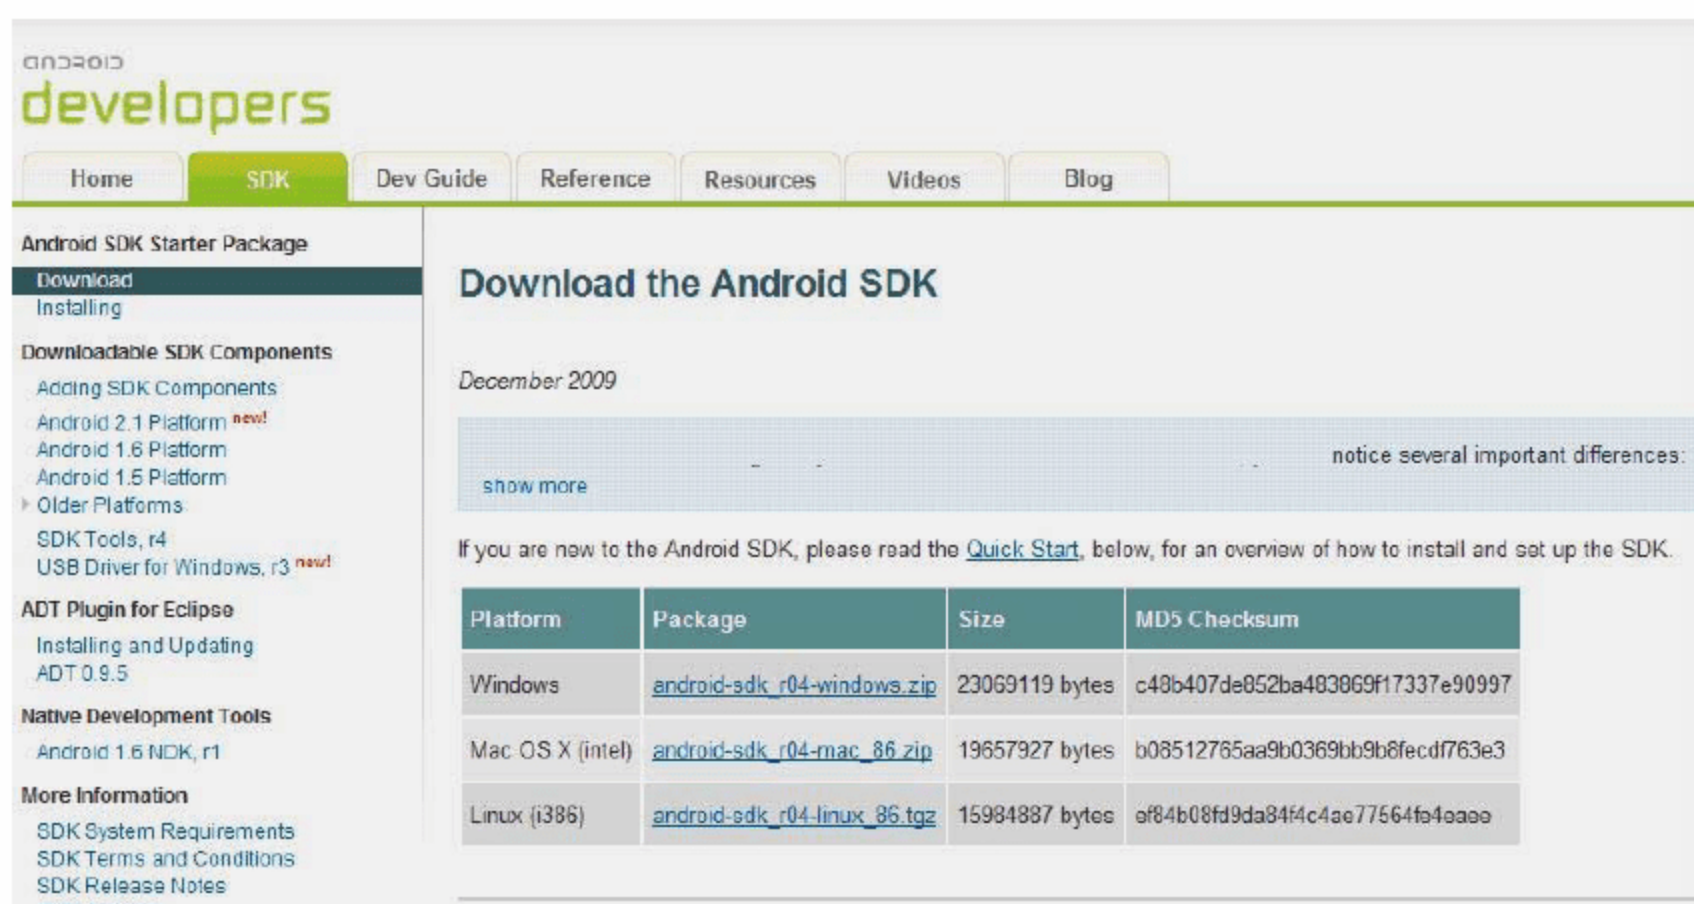 android
developers
Home SDK Dev Guide Reference Resources Videos Blog
Android SDK Starter Package
Download
Installing
Downloadable SDK Components
Adding SDK Components
Android 2.1 Platform new!
Android 1.6 Platform
Android 1.5 Platform
Older Platforms
SDK Tools, r4
USB Driver for Windows, r3 new!
ADT Plugin for Eclipse
Installing and Updating
ADT 0.9.5
Native Development Tools
Android 1.6 NDK, r1
More Information
SDK System Requirements
SDK Terms and Conditions
SDK Release Notes
Download the Android SDK
December 2009
notice several important differences:
show more
If you are new to the Android SDK, please read the Quick Start, below, for an overview of how to install and set up the SDK.
Platform Package Size MD5 Checksum
Windows android-sdk_r04-windows.zip 23069119 bytes c48b407de852ba483869f17337e90997
Mac OS X (intel) android-sdk_r04-mac_86.zip 19657927 bytes b08512765aa9b0369bb9b8fecdf763e3
Linux (i386) android-sdk_r04-linux_86.tgz 15984887 bytes ef84b08fd9da84f4c4ae77564fe4eaee